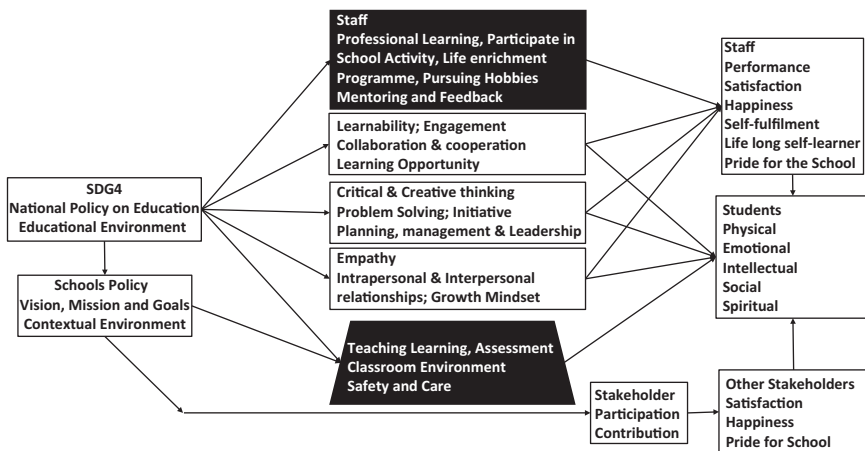 SDG4
National Policy on Education
Educational Environment
Schools Policy
Vision, Mission and Goals
Contextual Environment
Staff
Professional Learning, Participate in
School Activity, Life enrichment
Programme, Pursuing Hobbies
Mentoring and Feedback
Learnability; Engagement
Collaboration & cooperation
Learning Opportunity
Critical & Creative thinking
Problem Solving; Initiative
Planning, management & Leadership
Empathy
Intrapersonal & Interpersonal
relationships; Growth Mindset
Teaching Learning, Assessment
Classroom Environment
Safety and Care
Stakeholder
Participation
Contribution
Staff
Performance
Satisfaction
Happiness
Self-fulfilment
Life long self-learner
Pride for the School
Students
Physical
Emotional
Intellectual
Social
Spiritual
Other Stakeholders
Satisfaction
Happiness
Pride for School